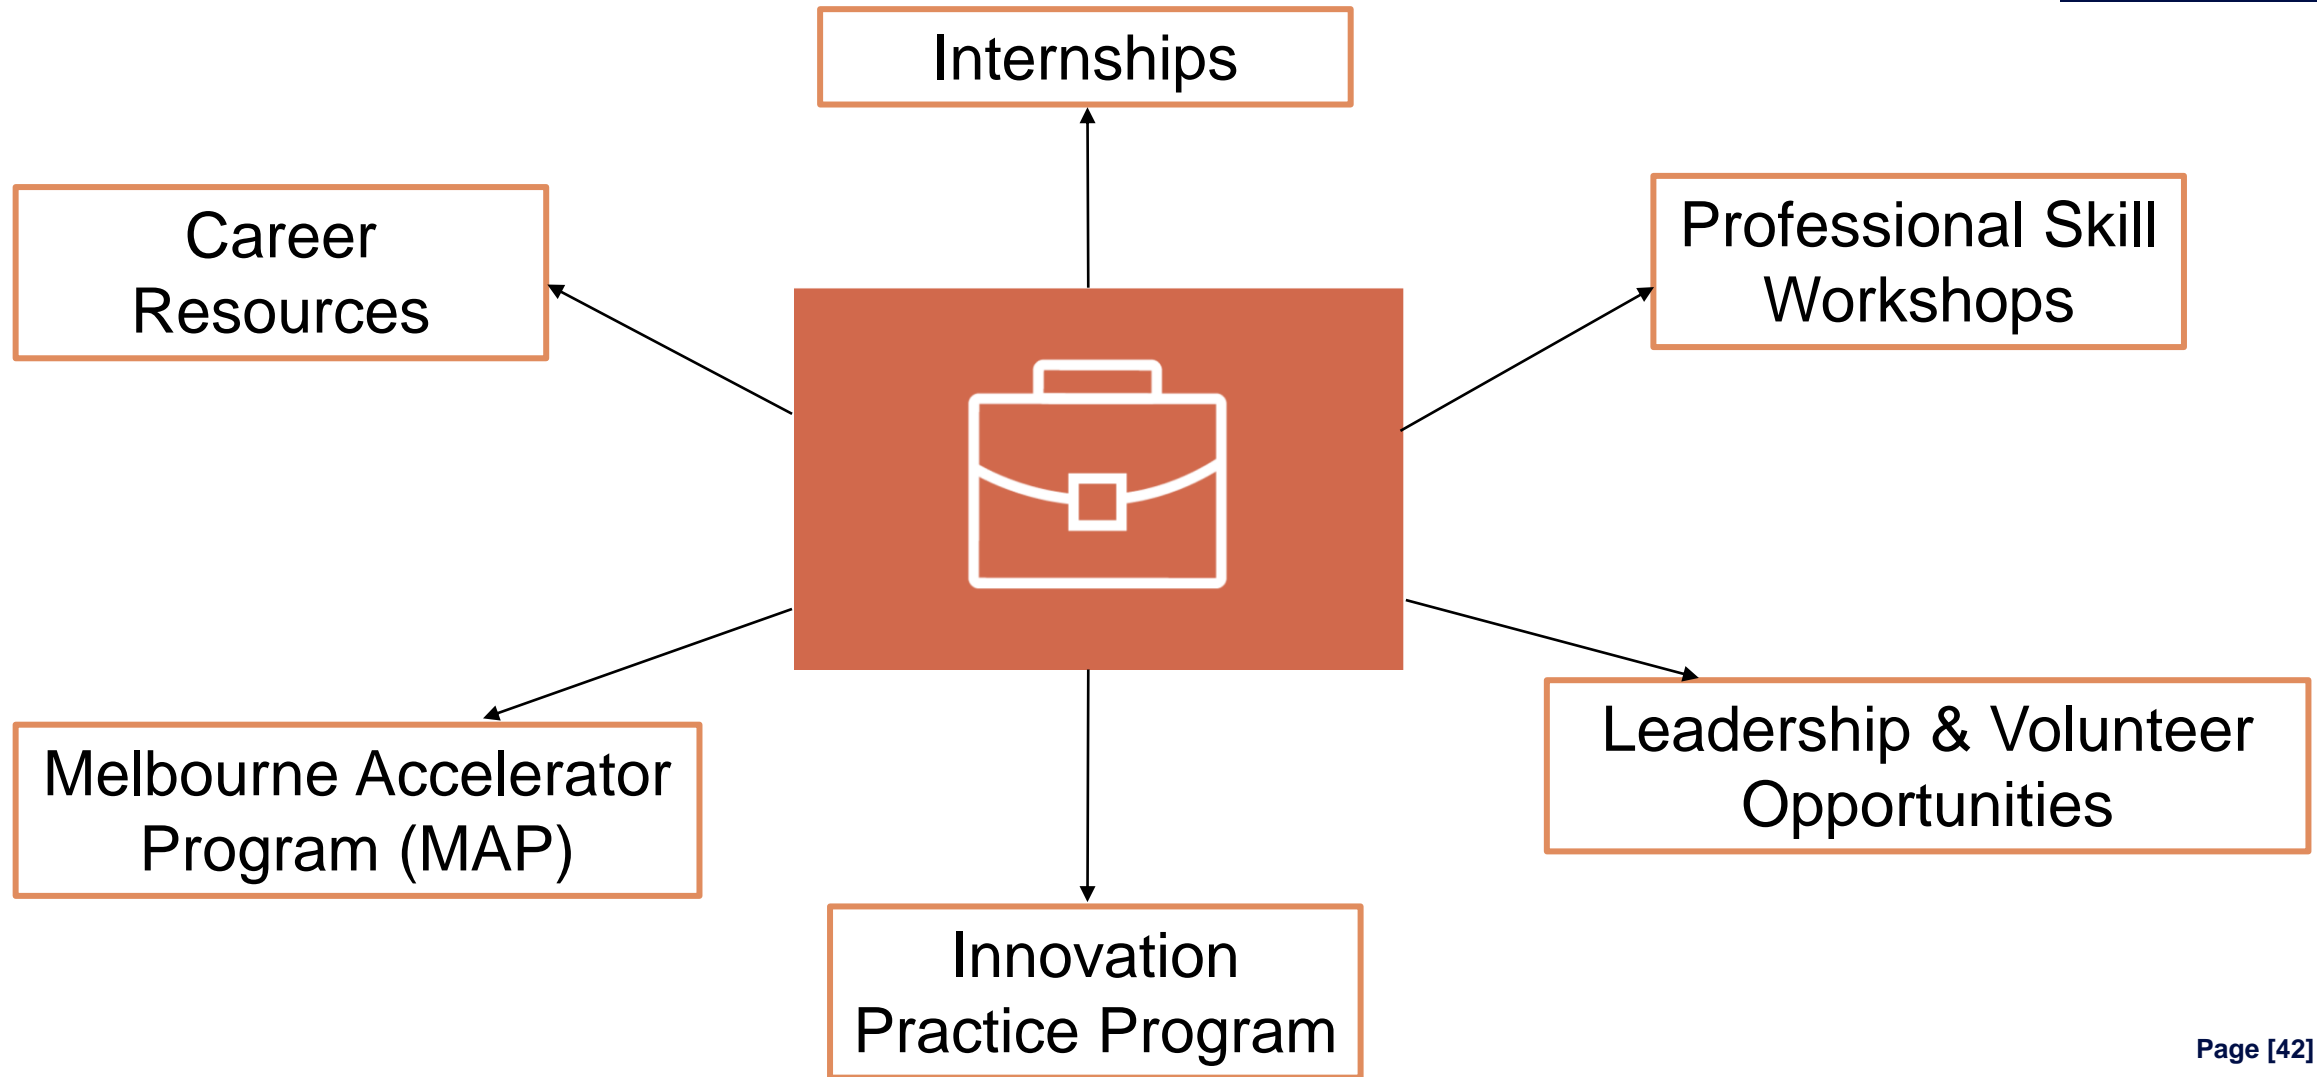 Internships
Career
Resources
Professional Skill
Workshops
Melbourne Accelerator
Program (MAP)
Leadership & Volunteer
Opportunities
Innovation
Practice Program
Page [42]